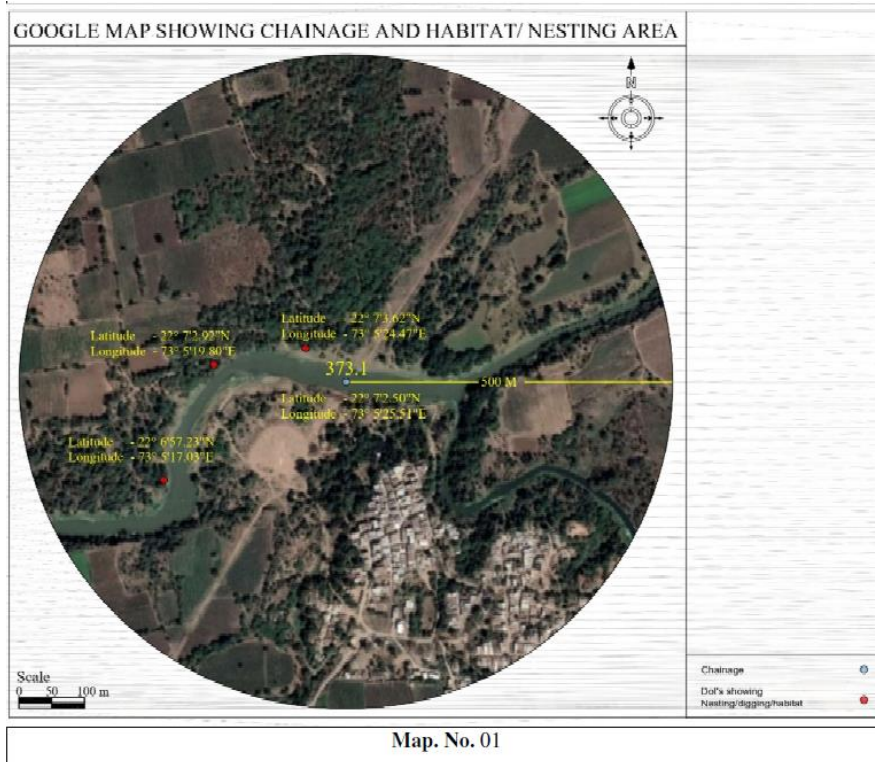 GOOGLE MAP SHOWING CHAINAGE AND HABITAT/ NESTING AREA
N
Latitude - 22° 7'3.62"N
Longitude - 73° 5'24.47"E
Latitude - 22° 7'2.92"N
Longitude - 73° 5'19.80"E
373.1
500 M
Latitude - 22° 7'2.50"N
Longitude - 73° 5'25.51"E
Latitude - 22° 6'57.23"N
Longitude - 73° 5'17.03"E
Scale
0 50 100 m
Chainage
Dot's showing
Nesting/digging/habitat
Map. No. 01